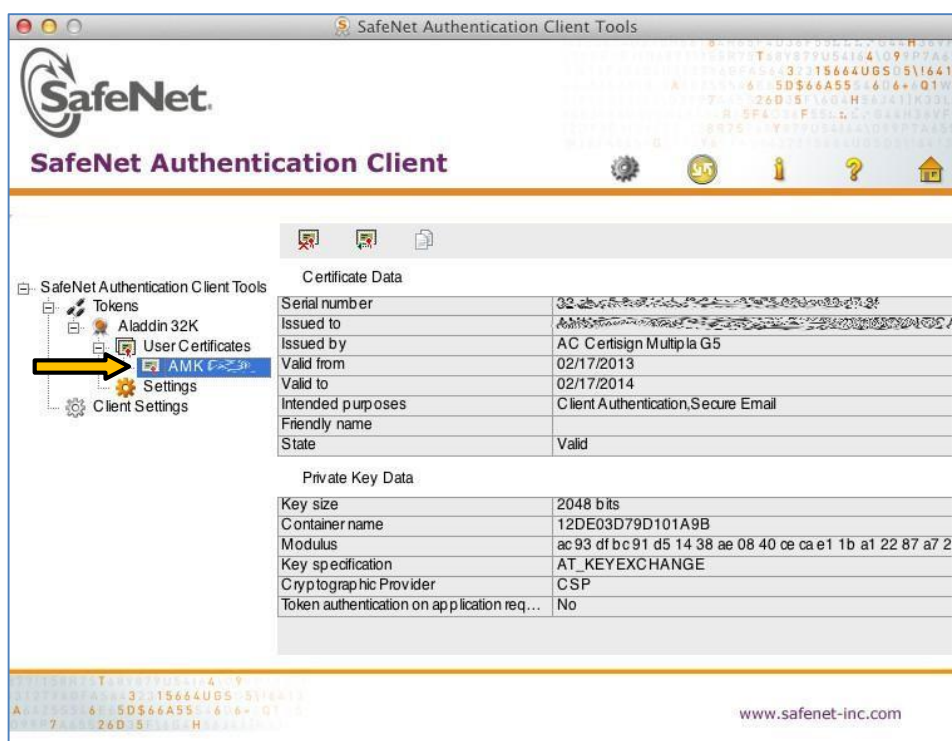 SafeNet Authentication Client Tools
SafeNet.
SafeNet Authentication Client
SafeNet Authentication Client Tools
Tokens
Aladdin 32K
User Certificates
AMK
Settings
Client Settings
Certificate Data
Serial number
Issued to
Issued by AC Certisign Multipla G5
Valid from 02/17/2013
Valid to 02/17/2014
Intended purposes Client Authentication,Secure Email
Friendly name
State Valid
Private Key Data
Key size 2048 bits
Container name 12DE03D79D101A9B
Modulus ac 93 df bc 91 d5 14 38 ae 08 40 ce ca e1 1b a1 22 87 a7 2
Key specification AT_KEYEXCHANGE
Cryptographic Provider CSP
Token authentication on application req... No
www.safenet-inc.com